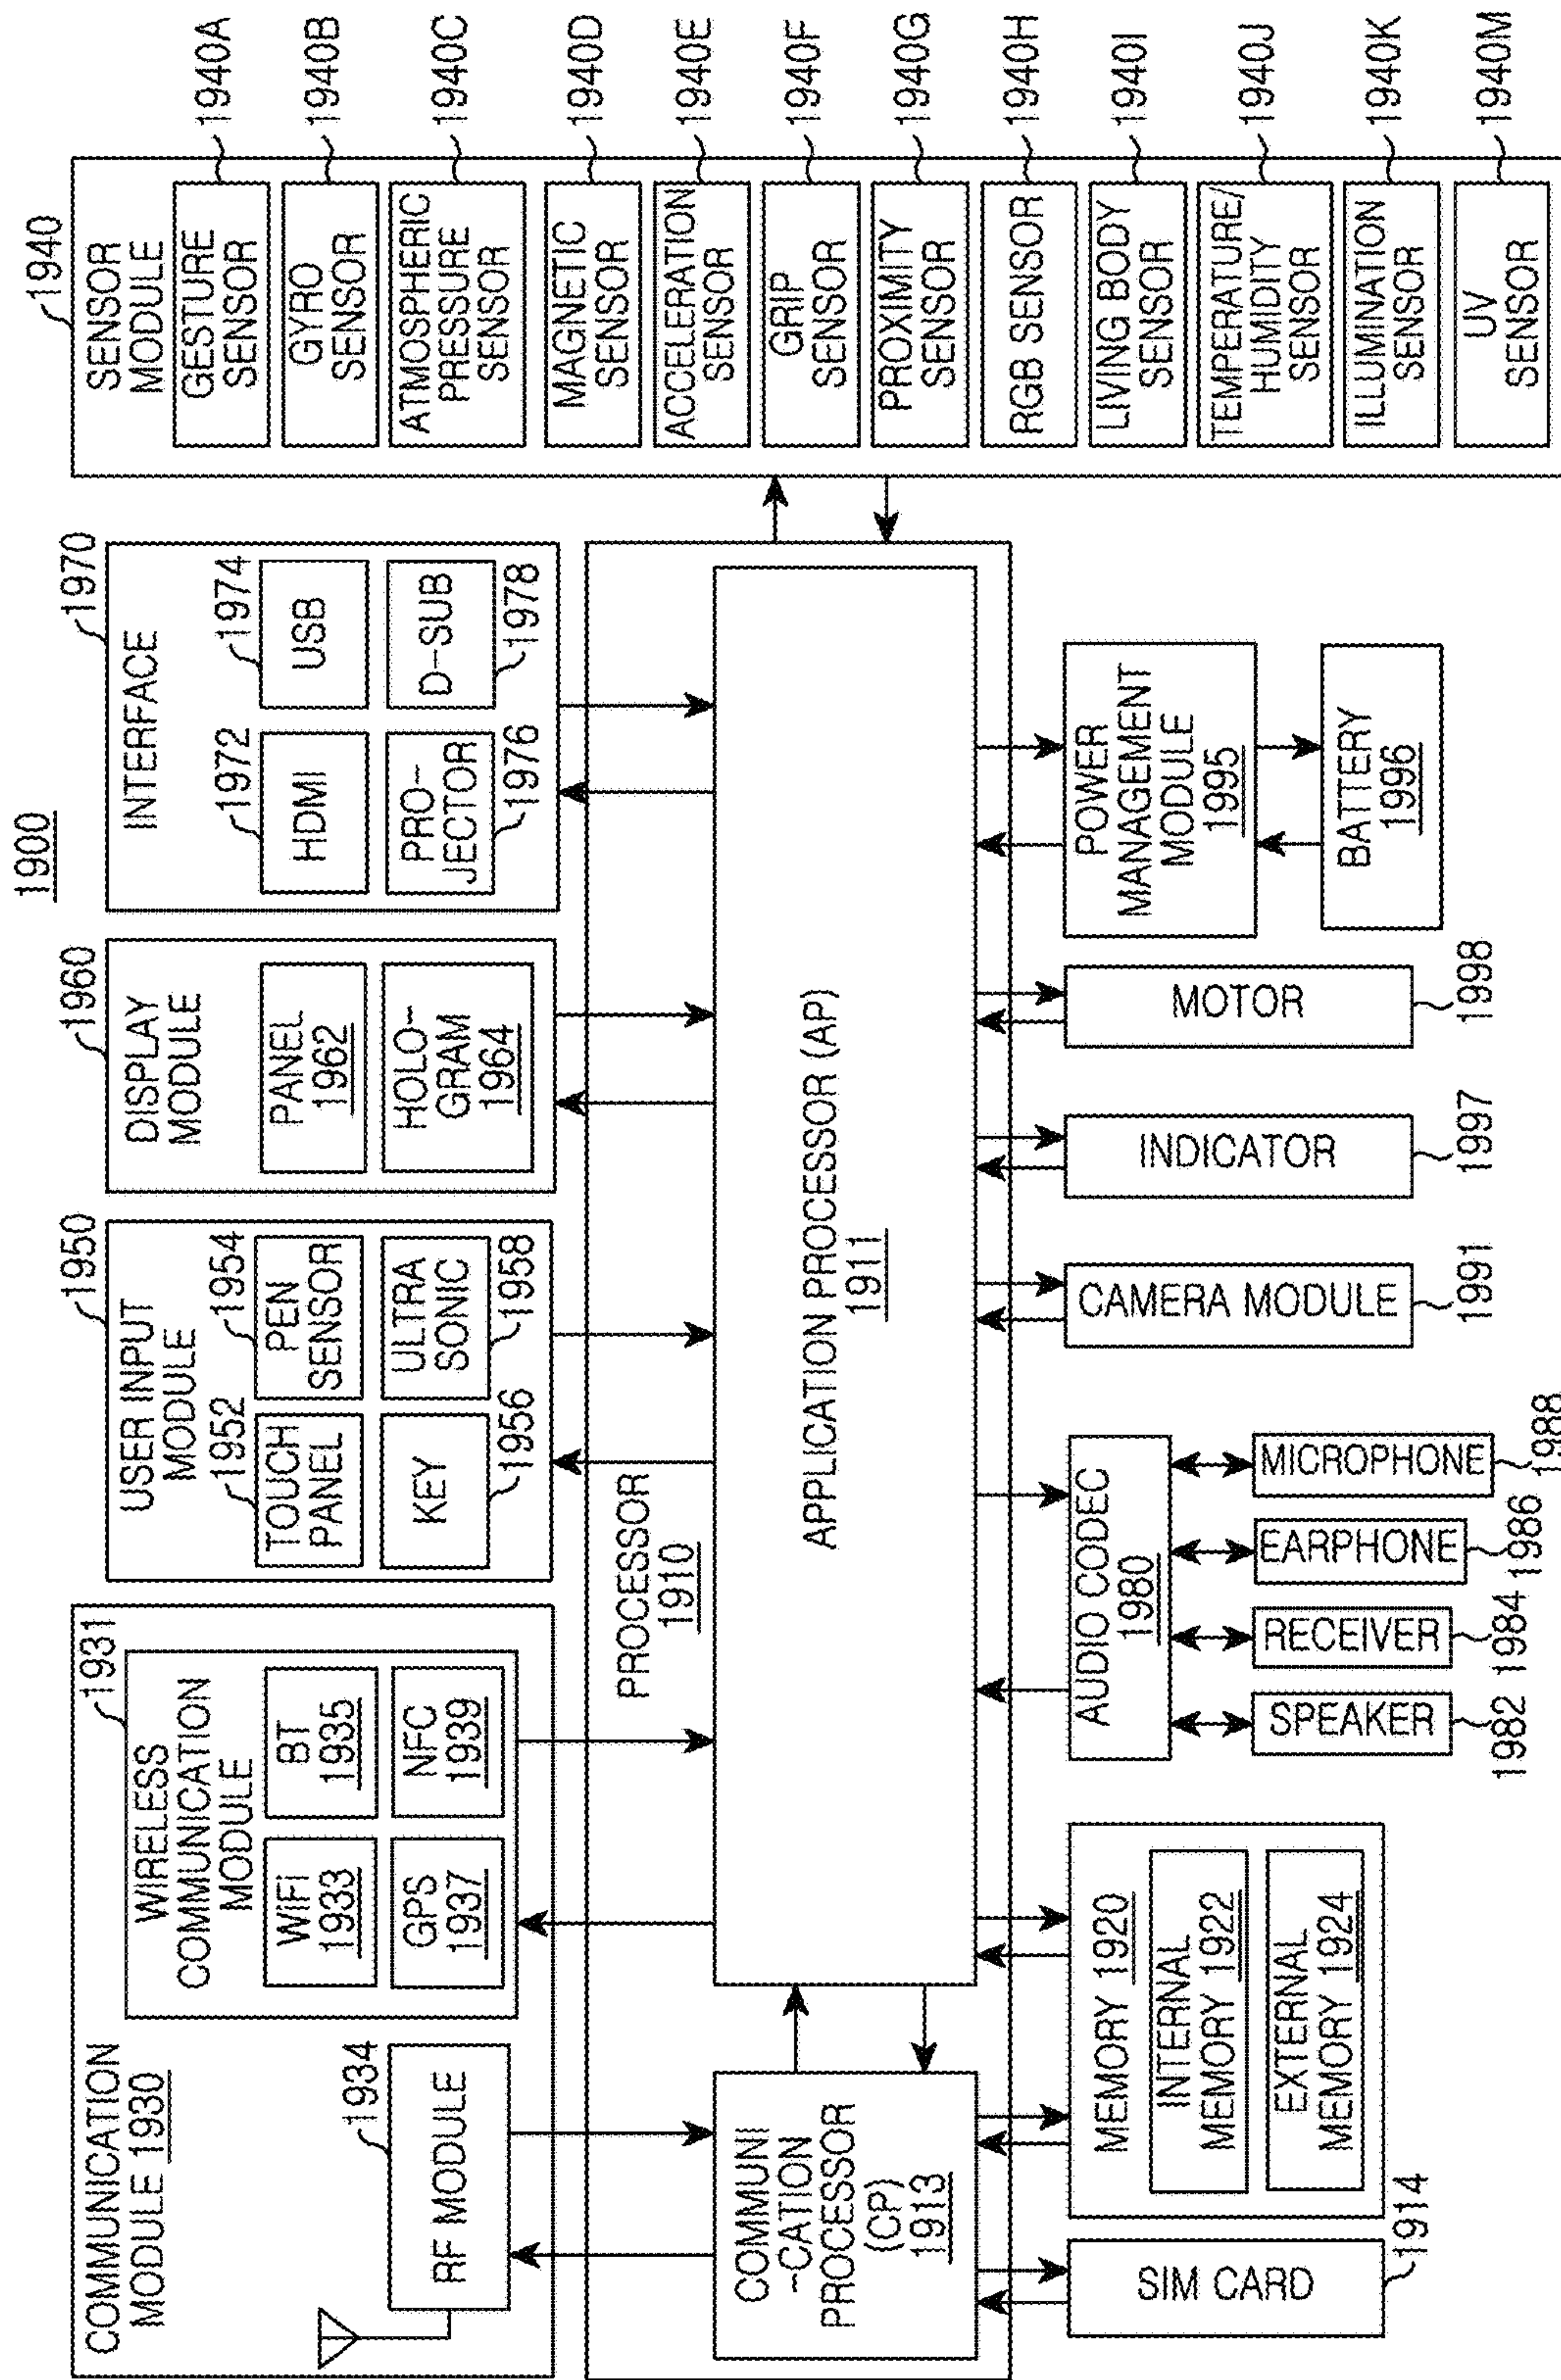 1900
COMMUNICATION
MODULE 1930
1931
WIRELESS
COMMUNICATION
MODULE
WiFi
1933
BT
1935
GPS
1937
NFC
1939
1934
RF MODULE
1950
USER INPUT
MODULE
1952
TOUCH
PANEL
1954
PEN
SENSOR
KEY
1956
ULTRA
SONIC
1958
1960
DISPLAY
MODULE
PANEL
1962
HOLO-
GRAM
1964
1970
INTERFACE
1972
HDMI
1974
USB
PRO-
JECTOR
1976
D-SUB
1978
1940
SENSOR
MODULE
GESTURE
SENSOR
1940A
GYRO
SENSOR
1940B
ATMOSPHERIC
PRESSURE
SENSOR
1940C
MAGNETIC
SENSOR
1940D
ACCELERATION
SENSOR
1940E
GRIP
SENSOR
1940F
PROXIMITY
SENSOR
1940G
RGB SENSOR
1940H
LIVING BODY
SENSOR
1940I
TEMPERATURE/
HUMIDITY
SENSOR
1940J
ILLUMINATION
SENSOR
1940K
UV
SENSOR
1940M
PROCESSOR
1910
COMMUNI
-CATION
PROCESSOR
(CP)
1913
APPLICATION PROCESSOR (AP)
1911
SIM CARD
1914
MEMORY 1920
INTERNAL
MEMORY 1922
EXTERNAL
MEMORY 1924
AUDIO CODEC
1980
SPEAKER
1982
RECEIVER
1984
EARPHONE
1986
MICROPHONE
1988
CAMERA MODULE
1991
INDICATOR
1997
MOTOR
1998
POWER
MANAGEMENT
MODULE
1995
BATTERY
1996